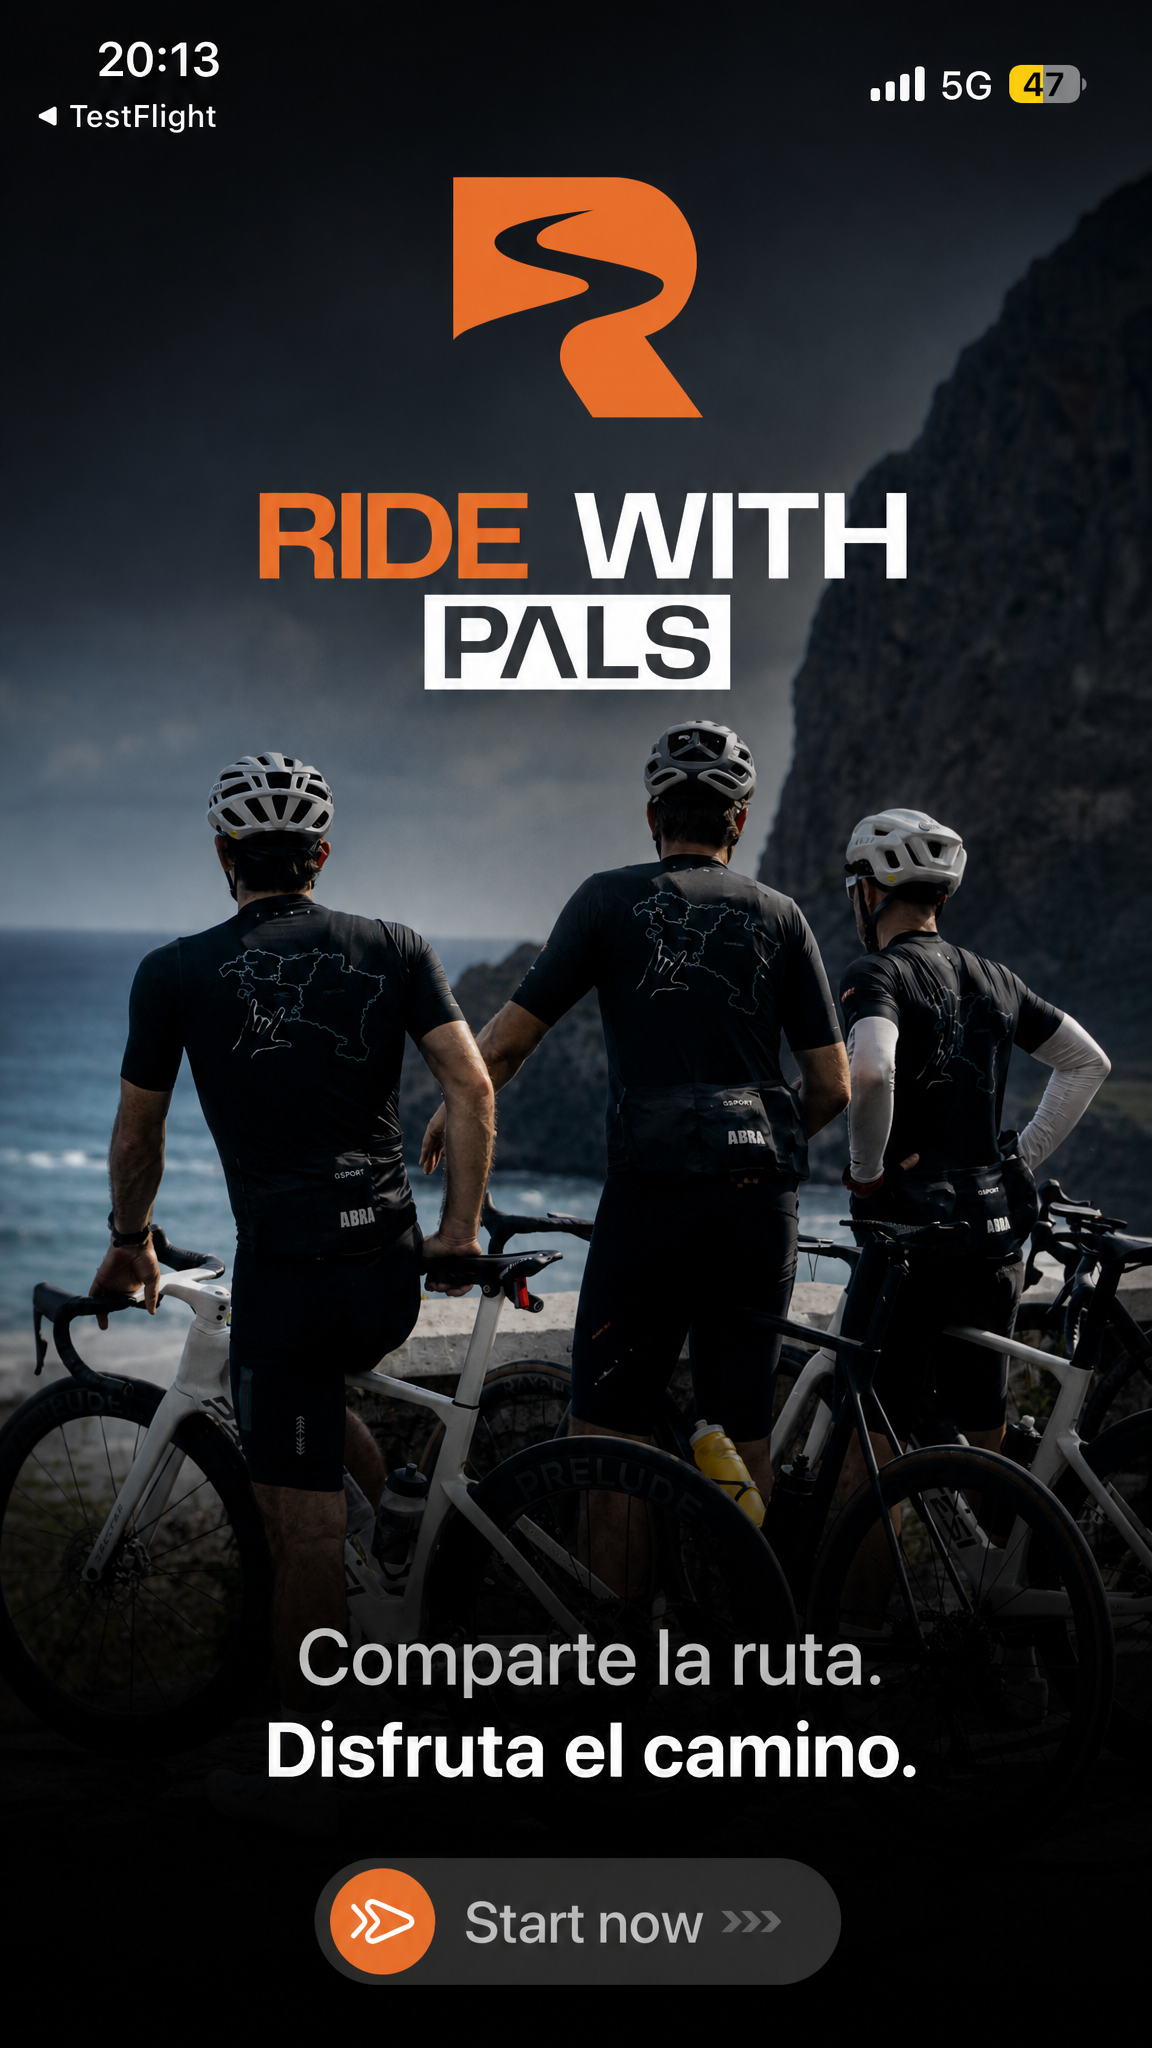 20:13
TestFlight
5G
47
RIDE WITH
PALS
GSPORT
ABRA
GSPORT
ABRA
GSPORT
ABRA
PRELUDE
Comparte la ruta.
Disfruta el camino.
Start now